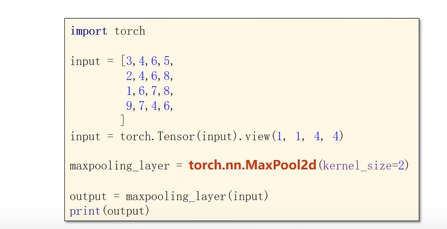 import torch
input = [3,4,6,5,
2,4,6,8,
1,6,7,8,
9,7,4,6,
]
input = torch.Tensor(input).view(1, 1, 4, 4)
maxpooling_layer = torch.nn.MaxPool2d(kernel_size=2)
output = maxpooling_layer(input)
print(output)